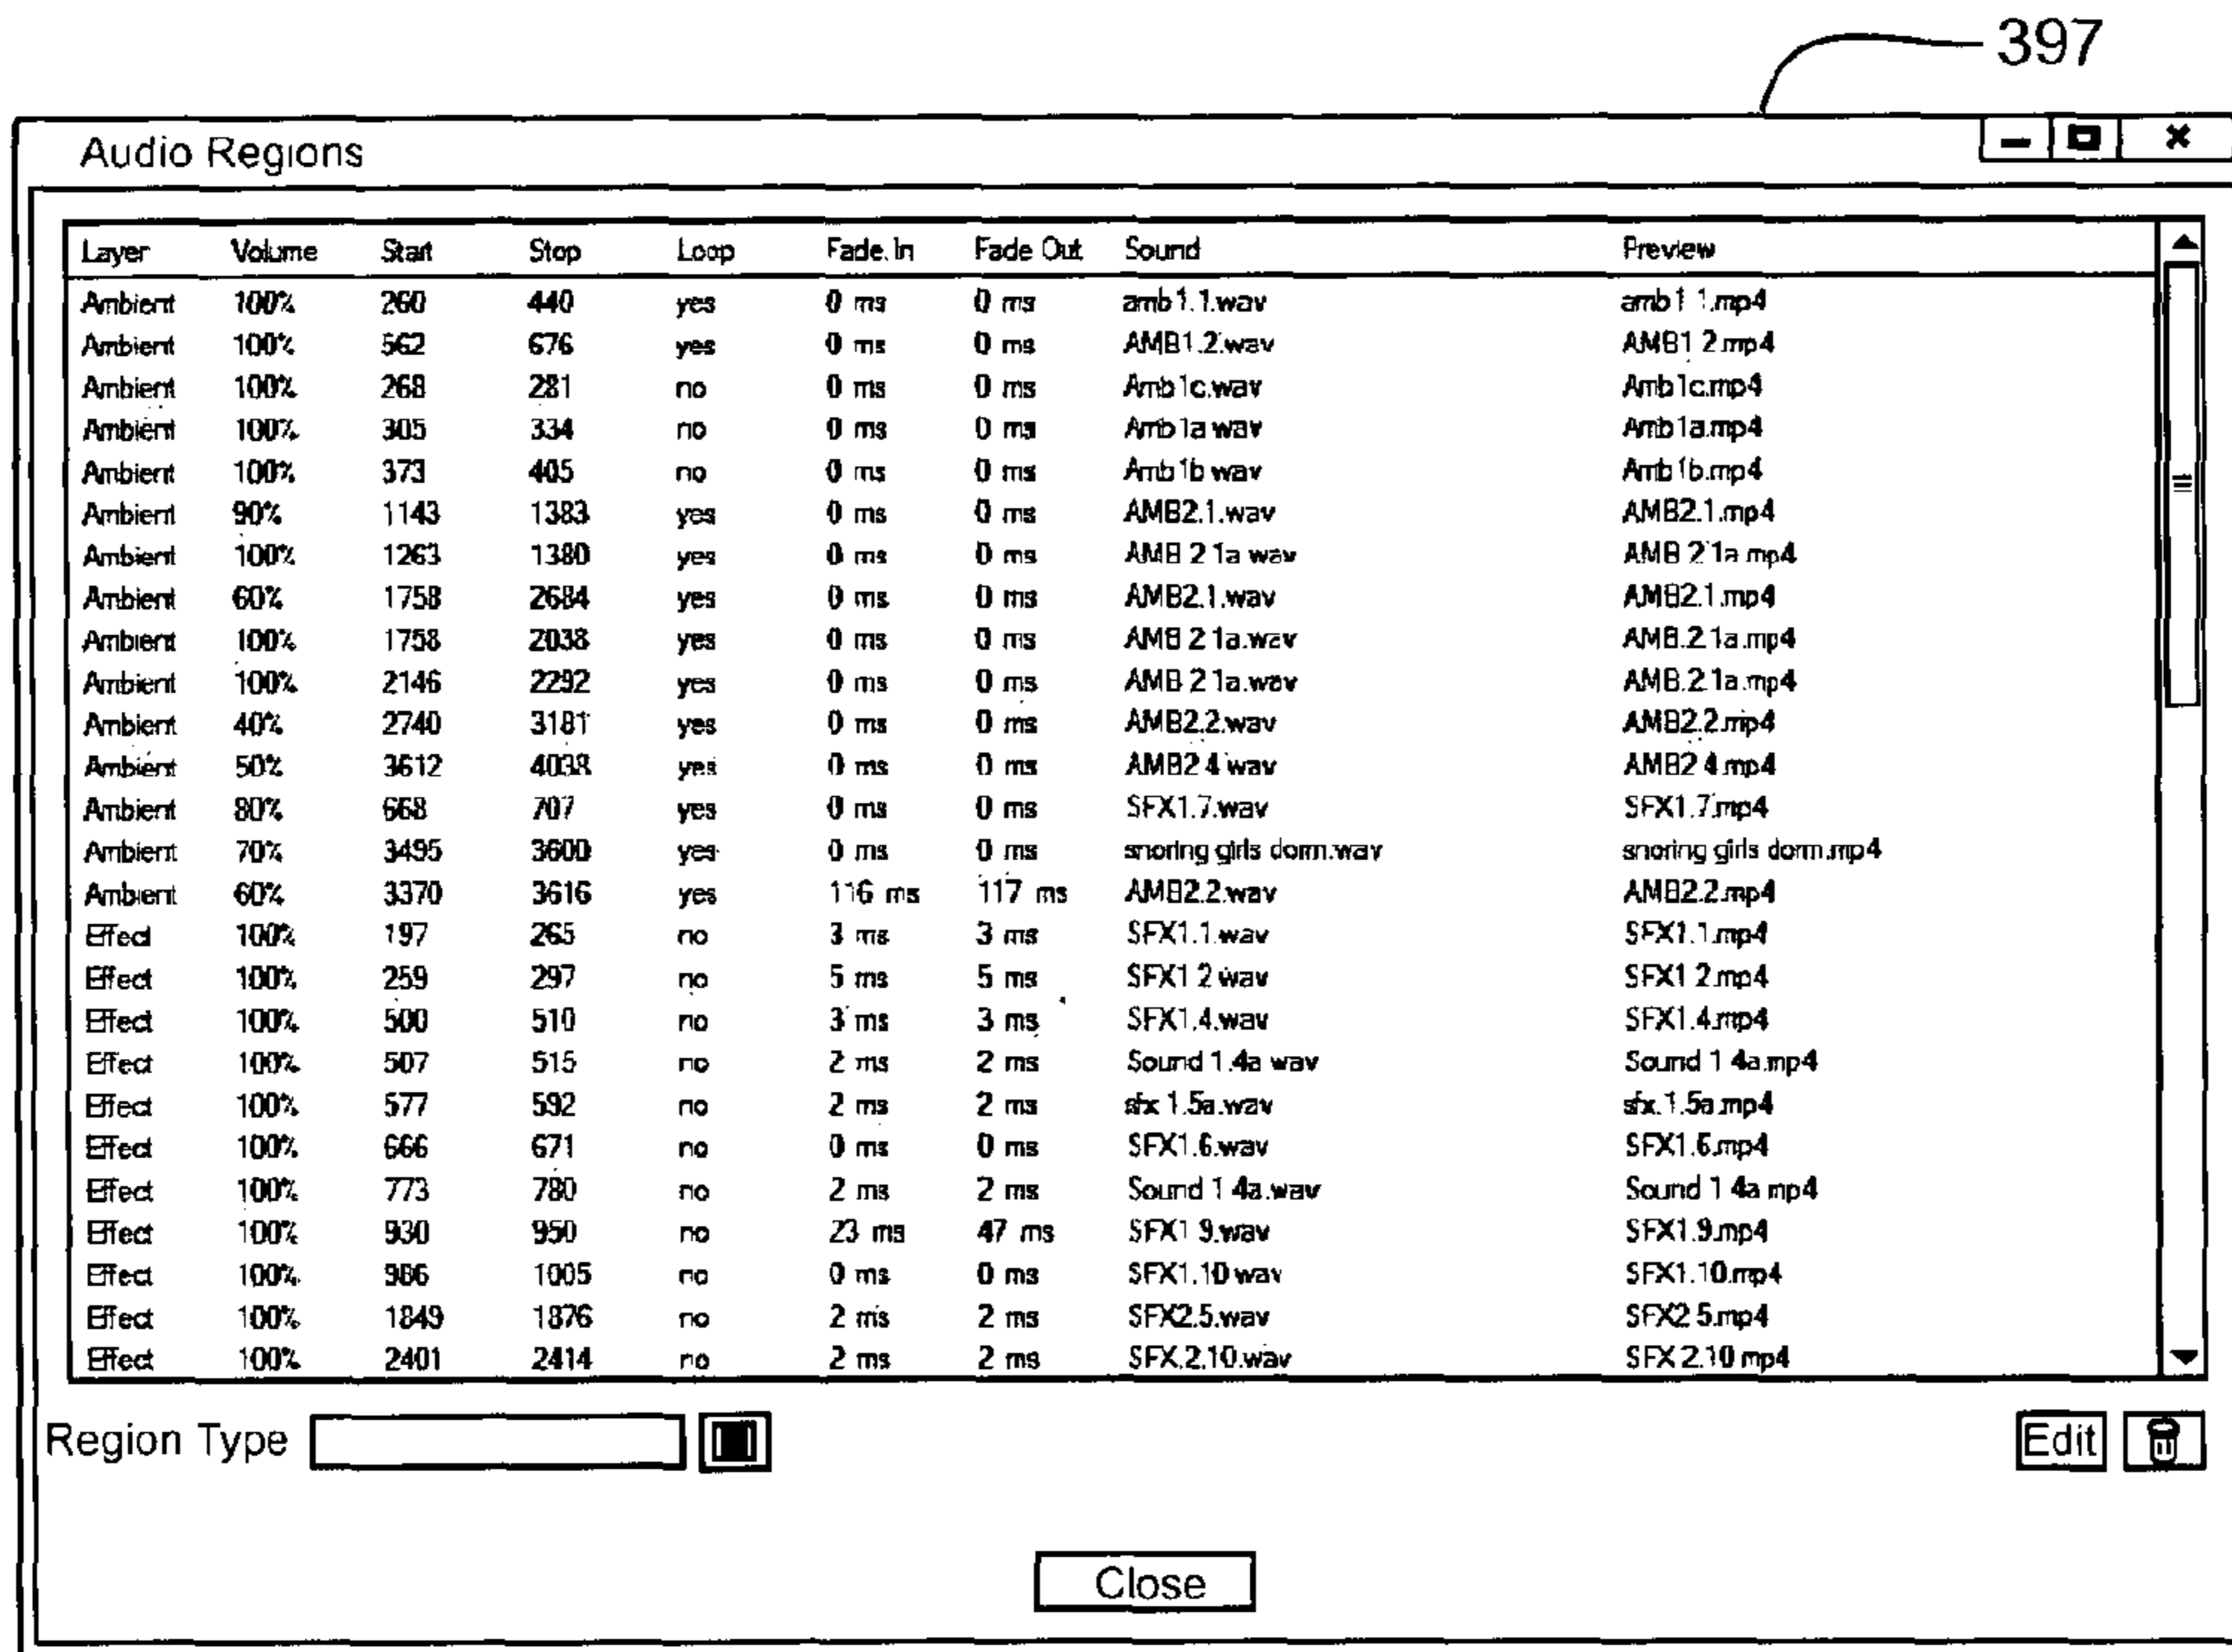 397
Audio Regions
Layer Volume Start Stop Loop Fade In Fade Out Sound Preview
Ambient 100% 260 440 yes 0 ms 0 ms amb1.1.wav amb1 1.mp4
Ambient 100% 562 676 yes 0 ms 0 ms AMB1.2.wav AMB1 2.mp4
Ambient 100% 268 281 no 0 ms 0 ms Amb1c.wav Amb1c.mp4
Ambient 100% 305 334 no 0 ms 0 ms Amb1a wav Amb1a.mp4
Ambient 100% 373 405 no 0 ms 0 ms Amb1b wav Amb1b.mp4
Ambient 90% 1143 1383 yes 0 ms 0 ms AMB2.1.wav AMB2.1.mp4
Ambient 100% 1263 1380 yes 0 ms 0 ms AMB 2 1a wav AMB 2 1a mp4
Ambient 60% 1758 2684 yes 0 ms 0 ms AMB2.1.wav AMB2.1.mp4
Ambient 100% 1758 2038 yes 0 ms 0 ms AMB 2 1a.wav AMB.2 1a.mp4
Ambient 100% 2146 2292 yes 0 ms 0 ms AMB 2 1a.wav AMB.2 1a.mp4
Ambient 40% 2740 3181 yes 0 ms 0 ms AMB2.2.wav AMB2.2.mp4
Ambient 50% 3612 4038 yes 0 ms 0 ms AMB2 4 wav AMB2 4 mp4
Ambient 80% 668 707 yes 0 ms 0 ms SFX1.7.wav SFX1.7.mp4
Ambient 70% 3495 3600 yes 0 ms 0 ms snoring girls dorm.wav snoring girls dorm.mp4
Ambient 60% 3370 3616 yes 116 ms 117 ms AMB2.2.wav AMB2.2.mp4
Effect 100% 197 265 no 3 ms 3 ms SFX1.1.wav SFX1.1.mp4
Effect 100% 259 297 no 5 ms 5 ms SFX1 2 wav SFX1 2.mp4
Effect 100% 500 510 no 3 ms 3 ms SFX1.4.wav SFX1.4.mp4
Effect 100% 507 515 no 2 ms 2 ms Sound 1.4a wav Sound 1 4a.mp4
Effect 100% 577 592 no 2 ms 2 ms sfx 1.5a.wav sfx.1.5a.mp4
Effect 100% 666 671 no 0 ms 0 ms SFX1.6.wav SFX1.6.mp4
Effect 100% 773 780 no 2 ms 2 ms Sound 1 4a.wav Sound 1 4a mp4
Effect 100% 930 950 no 23 ms 47 ms SFX1 9.wav SFX1.9.mp4
Effect 100% 986 1005 no 0 ms 0 ms SFX1.10 wav SFX1.10.mp4
Effect 100% 1849 1876 no 2 ms 2 ms SFX2.5.wav SFX2 5.mp4
Effect 100% 2401 2414 no 2 ms 2 ms SFX.2.10.wav SFX 2.10 mp4
Region Type Edit
Close